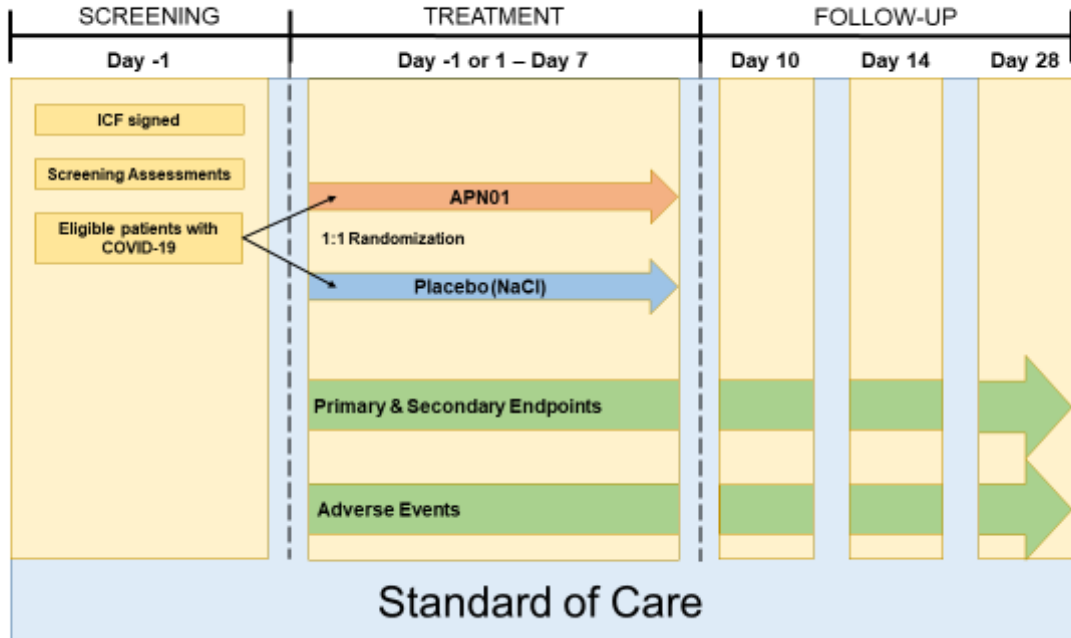 SCREENING
TREATMENT
FOLLOW-UP
Day -1
Day -1 or 1 – Day 7
Day 10
Day 14
Day 28
ICF signed
Screening Assessments
Eligible patients with
COVID-19
APN01
1:1 Randomization
Placebo (NaCl)
Primary & Secondary Endpoints
Adverse Events
Standard of Care